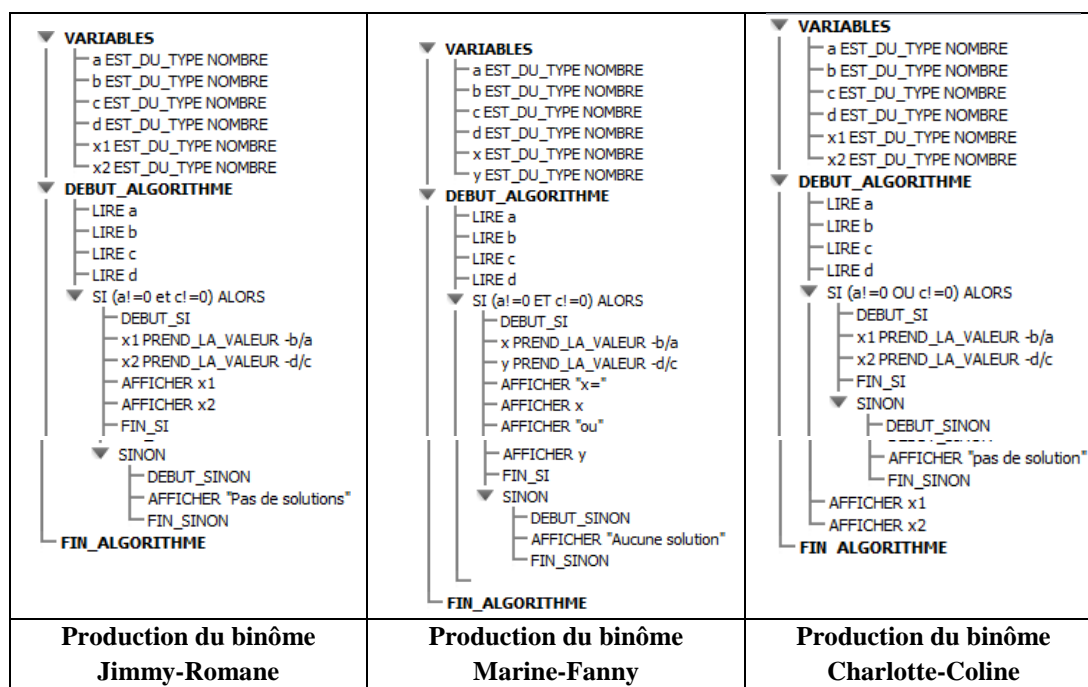 VARIABLES
a EST_DU_TYPE NOMBRE
b EST_DU_TYPE NOMBRE
c EST_DU_TYPE NOMBRE
d EST_DU_TYPE NOMBRE
x1 EST_DU_TYPE NOMBRE
x2 EST_DU_TYPE NOMBRE
DEBUT_ALGORITHME
LIRE a
LIRE b
LIRE c
LIRE d
SI (a!=0 et c!=0) ALORS
DEBUT_SI
x1 PREND_LA_VALEUR -b/a
x2 PREND_LA_VALEUR -d/c
AFFICHER x1
AFFICHER x2
FIN_SI
SINON
DEBUT_SINON
AFFICHER "Pas de solutions"
FIN_SINON
FIN_ALGORITHME
Production du binôme
Jimmy-Romane
VARIABLES
a EST_DU_TYPE NOMBRE
b EST_DU_TYPE NOMBRE
c EST_DU_TYPE NOMBRE
d EST_DU_TYPE NOMBRE
x EST_DU_TYPE NOMBRE
y EST_DU_TYPE NOMBRE
DEBUT_ALGORITHME
LIRE a
LIRE b
LIRE c
LIRE d
SI (a!=0 ET c!=0) ALORS
DEBUT_SI
x PREND_LA_VALEUR -b/a
y PREND_LA_VALEUR -d/c
AFFICHER "x="
AFFICHER x
AFFICHER "ou"
AFFICHER y
FIN_SI
SINON
DEBUT_SINON
AFFICHER "Aucune solution"
FIN_SINON
FIN_ALGORITHME
Production du binôme
Marine-Fanny
VARIABLES
a EST_DU_TYPE NOMBRE
b EST_DU_TYPE NOMBRE
c EST_DU_TYPE NOMBRE
d EST_DU_TYPE NOMBRE
x1 EST_DU_TYPE NOMBRE
x2 EST_DU_TYPE NOMBRE
DEBUT_ALGORITHME
LIRE a
LIRE b
LIRE c
LIRE d
SI (a!=0 OU c!=0) ALORS
DEBUT_SI
x1 PREND_LA_VALEUR -b/a
x2 PREND_LA_VALEUR -d/c
FIN_SI
SINON
DEBUT_SINON
AFFICHER "pas de solution"
FIN_SINON
AFFICHER x1
AFFICHER x2
FIN ALGORITHME
Production du binôme
Charlotte-Coline